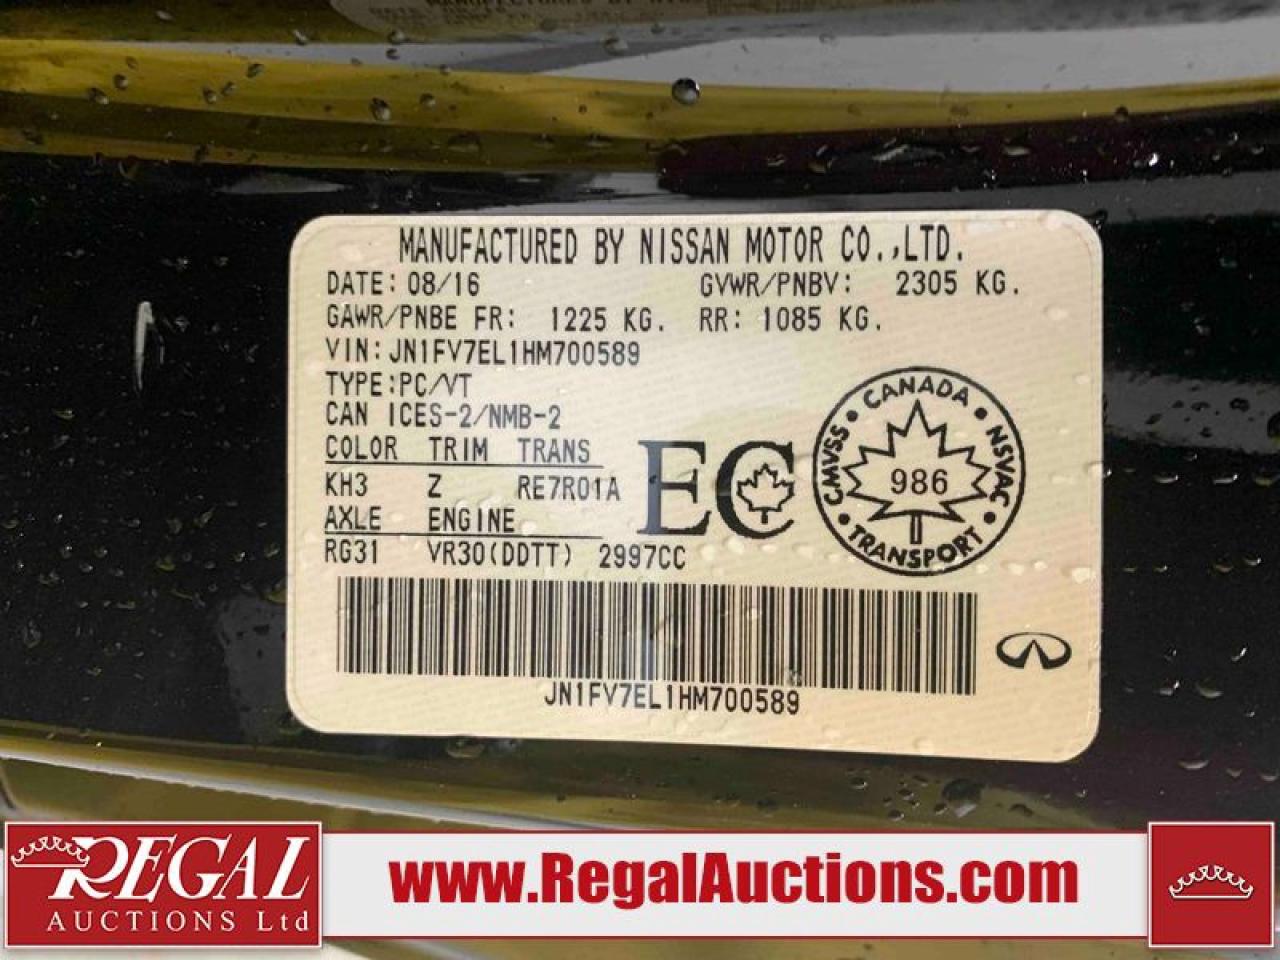 MANUFACTURED BY NISSAN MOTOR CO.,LTD.
DATE: 08/16 GVWR/PNBV: 2305 KG.
GAWR/PNBE FR: 1225 KG. RR: 1085 KG.
VIN: JN1FV7EL1HM700589
TYPE:PC/VT
CAN ICES-2/NMB-2
COLOR TRIM TRANS
KH3 Z RE7R01A
AXLE ENGINE
RG31 VR30(DDTT) 2997CC
EC
CANADA
CMVSS
NSVAC
986
TRANSPORT
JN1FV7EL1HM700589
REGAL
AUCTIONS Ltd
www.RegalAuctions.com